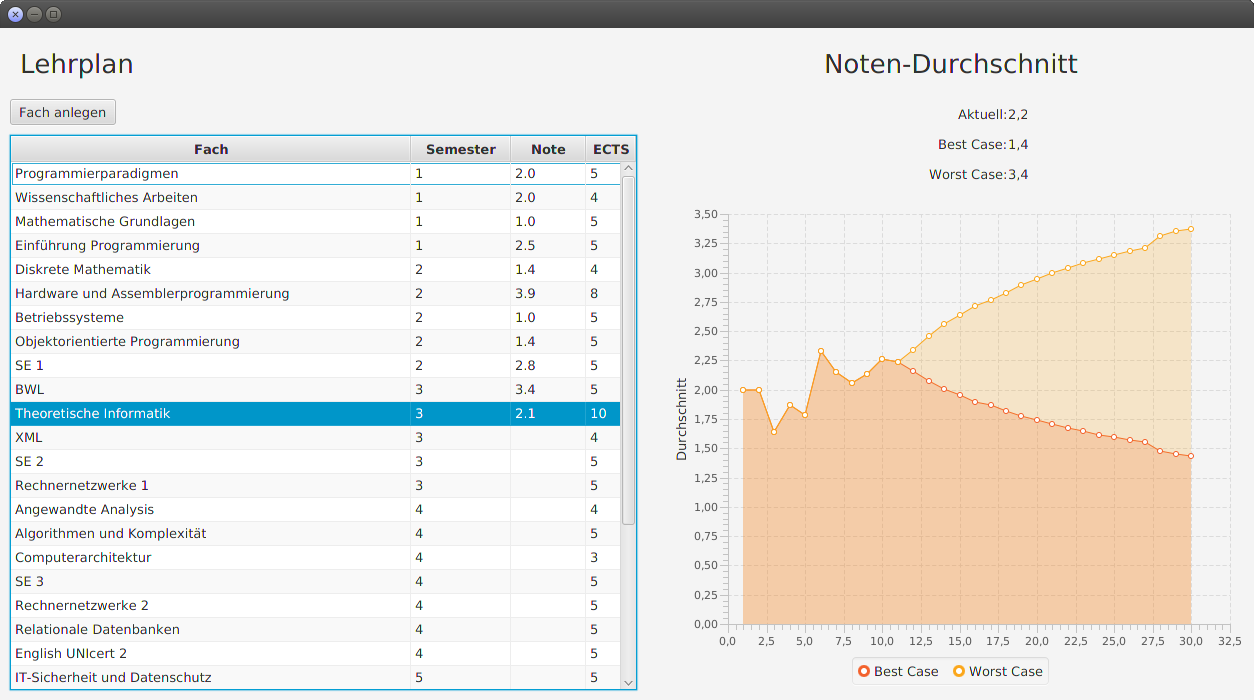 Lehrplan
Fach anlegen
Fach Semester Note ECTS
Programmierparadigmen 1 2.0 5
Wissenschaftliches Arbeiten 1 2.0 4
Mathematische Grundlagen 1 1.0 5
Einführung Programmierung 1 2.5 5
Diskrete Mathematik 2 1.4 4
Hardware und Assemblerprogrammierung 2 3.9 8
Betriebssysteme 2 1.0 5
Objektorientierte Programmierung 2 1.4 5
SE 1 2 2.8 5
BWL 3 3.4 5
Theoretische Informatik 3 2.1 10
XML 3 4
SE 2 3 5
Rechnernetzwerke 1 3 5
Angewandte Analysis 4 4
Algorithmen und Komplexität 4 5
Computerarchitektur 4 3
SE 3 4 5
Rechnernetzwerke 2 4 5
Relationale Datenbanken 4 5
English UNIcert 2 4 5
IT-Sicherheit und Datenschutz 5 5
Noten-Durchschnitt
Aktuell:2,2
Best Case:1,4
Worst Case:3,4
Durchschnitt
3,50
3,25
3,00
2,75
2,50
2,25
2,00
1,75
1,50
1,25
1,00
0,75
0,50
0,25
0,00
0,0 2,5 5,0 7,5 10,0 12,5 15,0 17,5 20,0 22,5 25,0 27,5 30,0 32,5
Best Case Worst Case